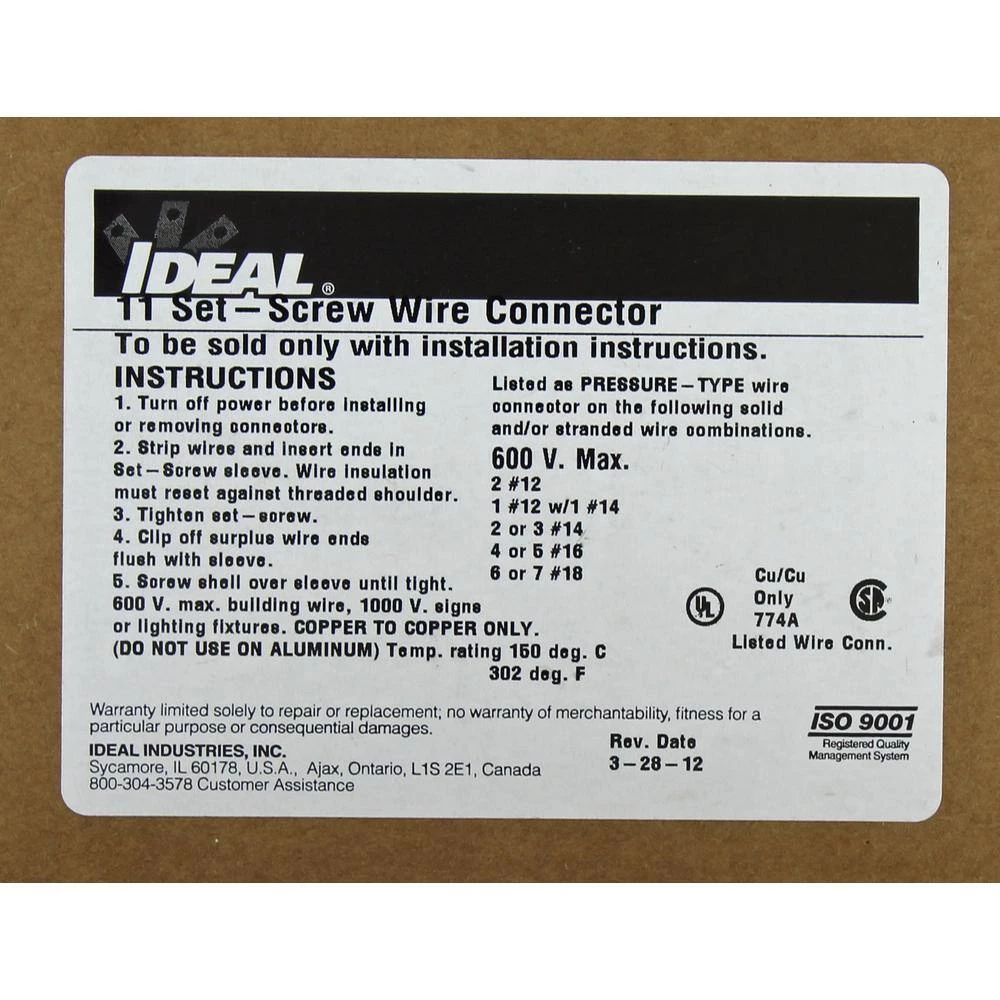 IDEAL®
11 Set-Screw Wire Connector
To be sold only with installation instructions.
INSTRUCTIONS
1. Turn off power before installing
or removing connectors.
2. Strip wires and insert ends in
Set-Screw sleeve. Wire insulation
must reset against threaded shoulder.
3. Tighten set-screw.
4. Clip off surplus wire ends
flush with sleeve.
5. Screw shell over sleeve until tight.
600 V. max. building wire, 1000 V. signs
or lighting fixtures. COPPER TO COPPER ONLY.
(DO NOT USE ON ALUMINUM) Temp. rating 150 deg. C
302 deg. F
Listed as PRESSURE-TYPE wire
connector on the following solid
and/or stranded wire combinations.
600 V. Max.
2 #12
1 #12 w/1 #14
2 or 3 #14
4 or 5 #16
6 or 7 #18
UL
Cu/Cu
Only
774A
SA
Listed Wire Conn.
Warranty limited solely to repair or replacement; no warranty of merchantability, fitness for a
particular purpose or consequential damages.
IDEAL INDUSTRIES, INC.
Sycamore, IL 60178, U.S.A., Ajax, Ontario, L1S 2E1, Canada
800-304-3578 Customer Assistance
Rev. Date
3-28-12
ISO 9001
Registered Quality
Management System